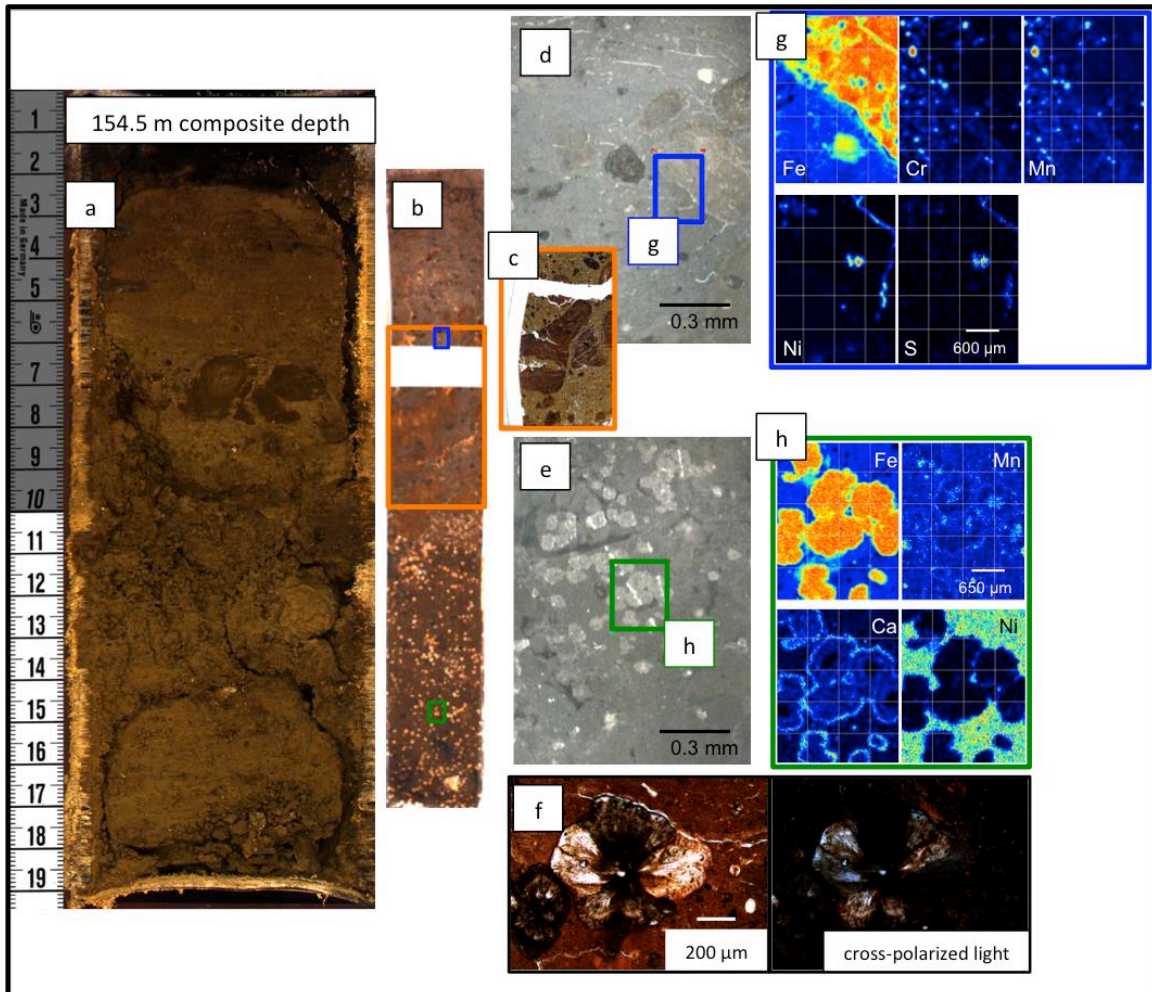 154.5 m composite depth
a
1
2
3
4
5
6
7
8
9
10
11
12
13
14
15
16
17
18
19
Made in Germany
b
c
d
g
0.3 mm
e
h
0.3 mm
f
200 µm
cross-polarized light
g
Fe
Cr
Mn
Ni
S
600 µm
h
Fe
Mn
650 µm
Ca
Ni